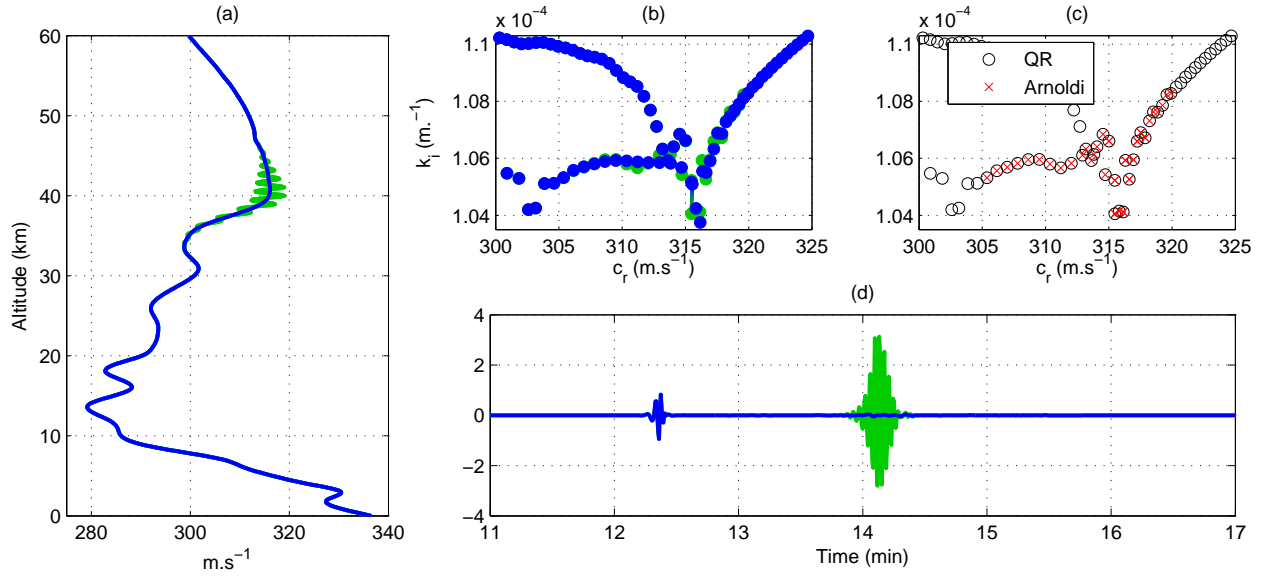 (a)
60
50
40
30
20
10
0
Altitude (km)
280 300 320 340
m.s⁻¹
(b)
x 10⁻⁴
1.1
1.08
1.06
1.04
k_i (m.⁻¹)
300 305 310 315 320 325
c_r (m.s⁻¹)
(c)
x 10⁻⁴
QR
Arnoldi
1.1
1.08
1.06
1.04
300 305 310 315 320 325
c_r (m.s⁻¹)
(d)
4
2
0
−2
−4
11 12 13 14 15 16 17
Time (min)